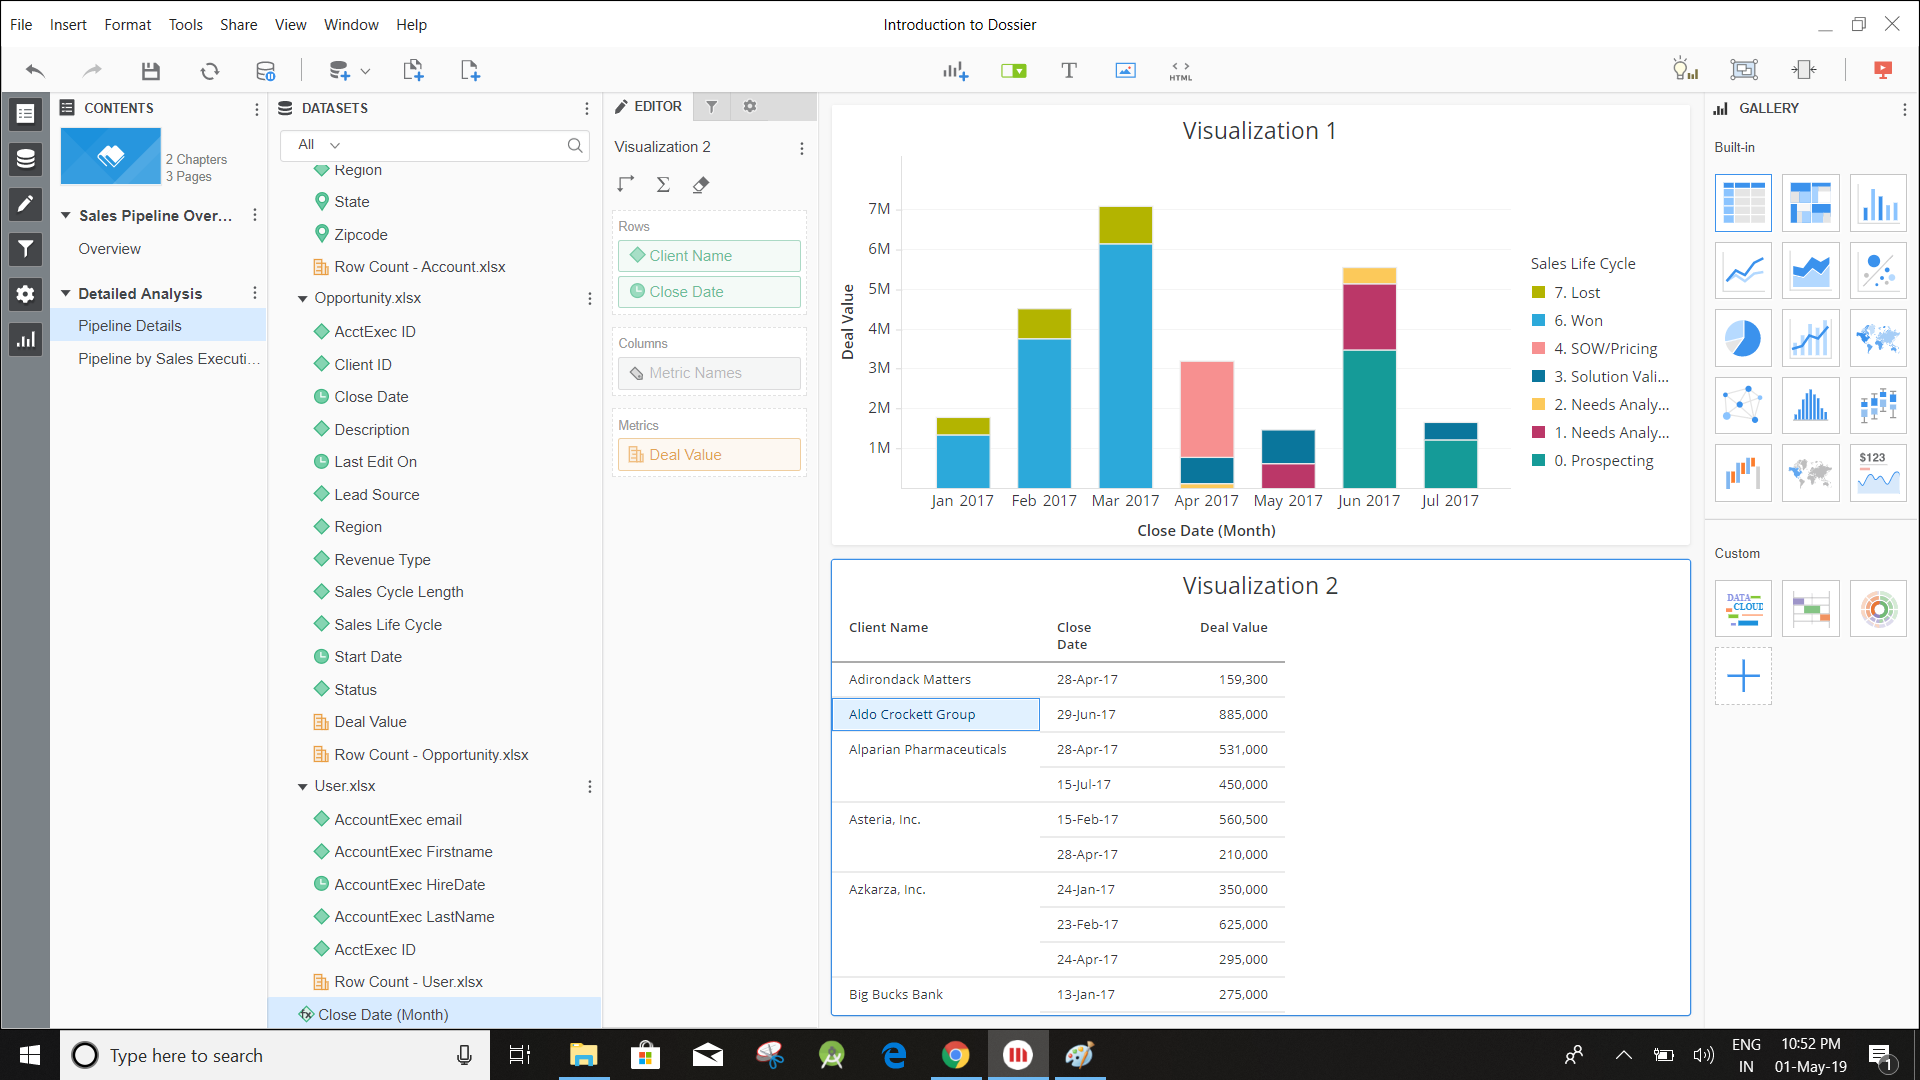 File Insert Format Tools Share View Window Help
Introduction to Dossier
HTML
CONTENTS
2 Chapters
3 Pages
Sales Pipeline Over...
Overview
Detailed Analysis
Pipeline Details
Pipeline by Sales Executi...
DATASETS
All
Region
State
Zipcode
Row Count - Account.xlsx
Opportunity.xlsx
AcctExec ID
Client ID
Close Date
Description
Last Edit On
Lead Source
Region
Revenue Type
Sales Cycle Length
Sales Life Cycle
Start Date
Status
Deal Value
Row Count - Opportunity.xlsx
User.xlsx
AccountExec email
AccountExec Firstname
AccountExec HireDate
AccountExec LastName
AcctExec ID
Row Count - User.xlsx
fx Close Date (Month)
EDITOR
Visualization 2
Rows
Client Name
Close Date
Columns
Metric Names
Metrics
Deal Value
Visualization 1
Deal Value
7M
6M
5M
4M
3M
2M
1M
Jan 2017 Feb 2017 Mar 2017 Apr 2017 May 2017 Jun 2017 Jul 2017
Close Date (Month)
Sales Life Cycle
7. Lost
6. Won
4. SOW/Pricing
3. Solution Vali...
2. Needs Analy...
1. Needs Analy...
0. Prospecting
Visualization 2
Client Name Close Date Deal Value
Adirondack Matters 28-Apr-17 159,300
Aldo Crockett Group 29-Jun-17 885,000
Alparian Pharmaceuticals 28-Apr-17 531,000
15-Jul-17 450,000
Asteria, Inc. 15-Feb-17 560,500
28-Apr-17 210,000
Azkarza, Inc. 24-Jan-17 350,000
23-Feb-17 625,000
24-Apr-17 295,000
Big Bucks Bank 13-Jan-17 275,000
GALLERY
Built-in
$123
Custom
DATA
CLOUD
Type here to search
ENG
IN
10:52 PM
01-May-19
1